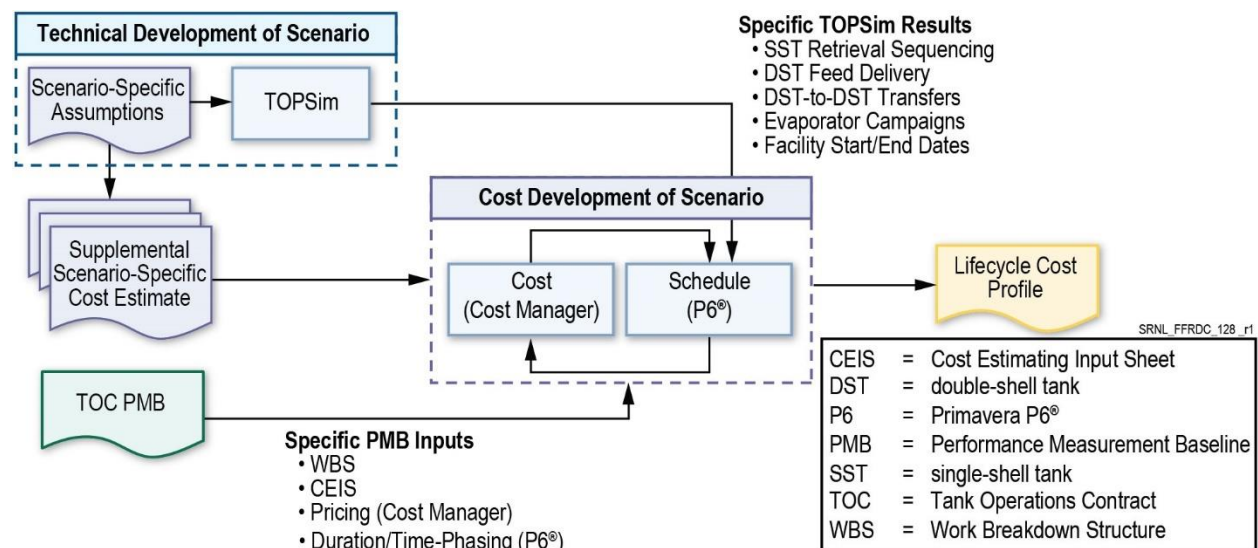 Technical Development of Scenario
Scenario-Specific
Assumptions
TOPSim
Specific TOPSim Results
• SST Retrieval Sequencing
• DST Feed Delivery
• DST-to-DST Transfers
• Evaporator Campaigns
• Facility Start/End Dates
Supplemental
Scenario-Specific
Cost Estimate
Cost Development of Scenario
Cost
(Cost Manager)
Schedule
(P6®)
Lifecycle Cost
Profile
SRNL_FFRDC_128 _r1
TOC PMB
Specific PMB Inputs
• WBS
• CEIS
• Pricing (Cost Manager)
• Duration/Time-Phasing (P6®)
CEIS = Cost Estimating Input Sheet
DST = double-shell tank
P6 = Primavera P6®
PMB = Performance Measurement Baseline
SST = single-shell tank
TOC = Tank Operations Contract
WBS = Work Breakdown Structure